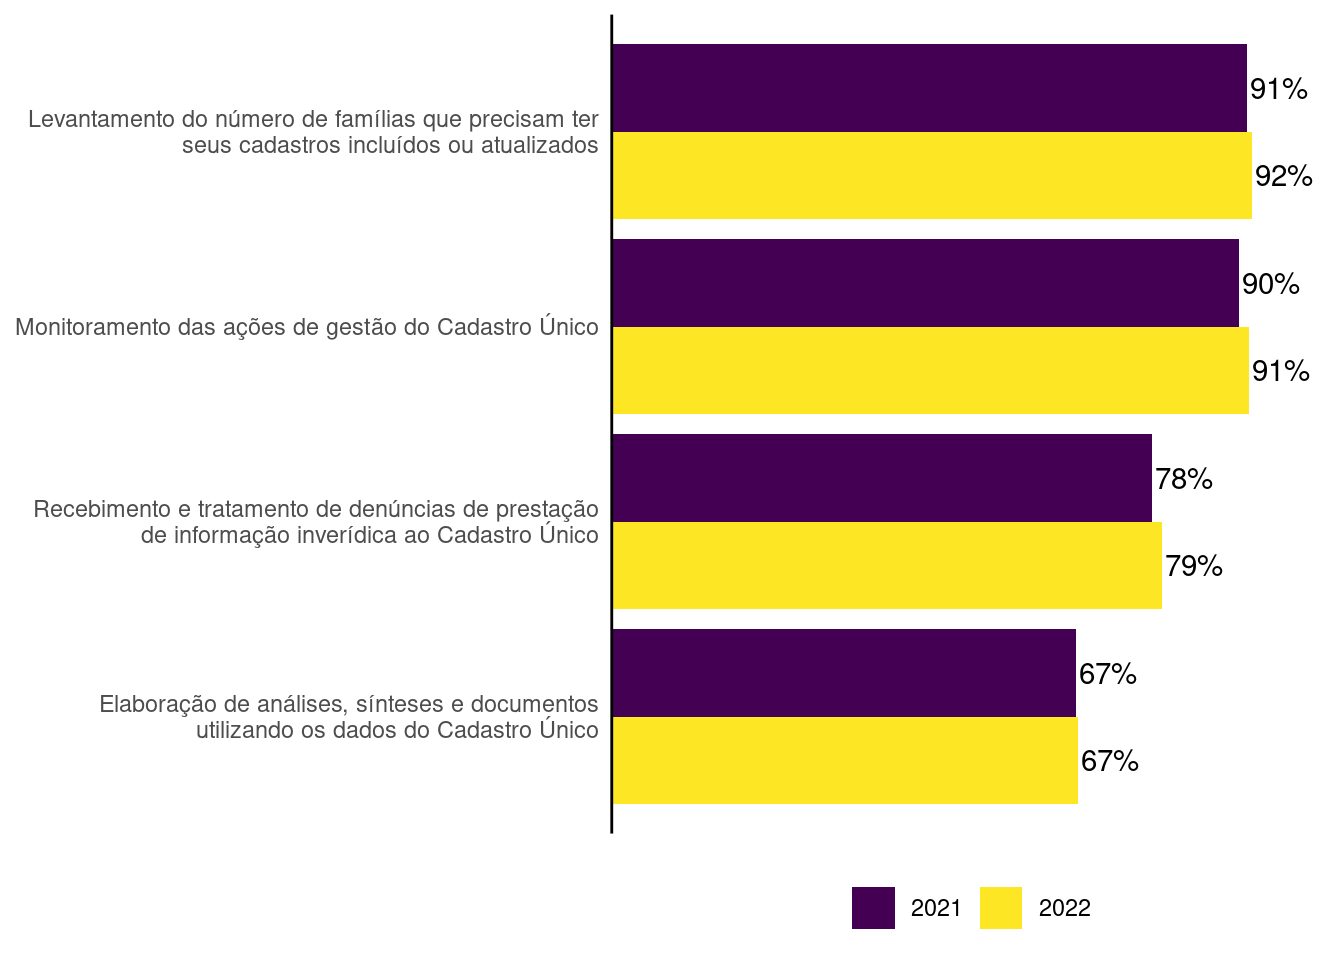 Levantamento do número de famílias que precisam ter
seus cadastros incluídos ou atualizados
91%
92%
Monitoramento das ações de gestão do Cadastro Único
90%
91%
Recebimento e tratamento de denúncias de prestação
de informação inverídica ao Cadastro Único
78%
79%
Elaboração de análises, sínteses e documentos
utilizando os dados do Cadastro Único
67%
67%
2021 2022